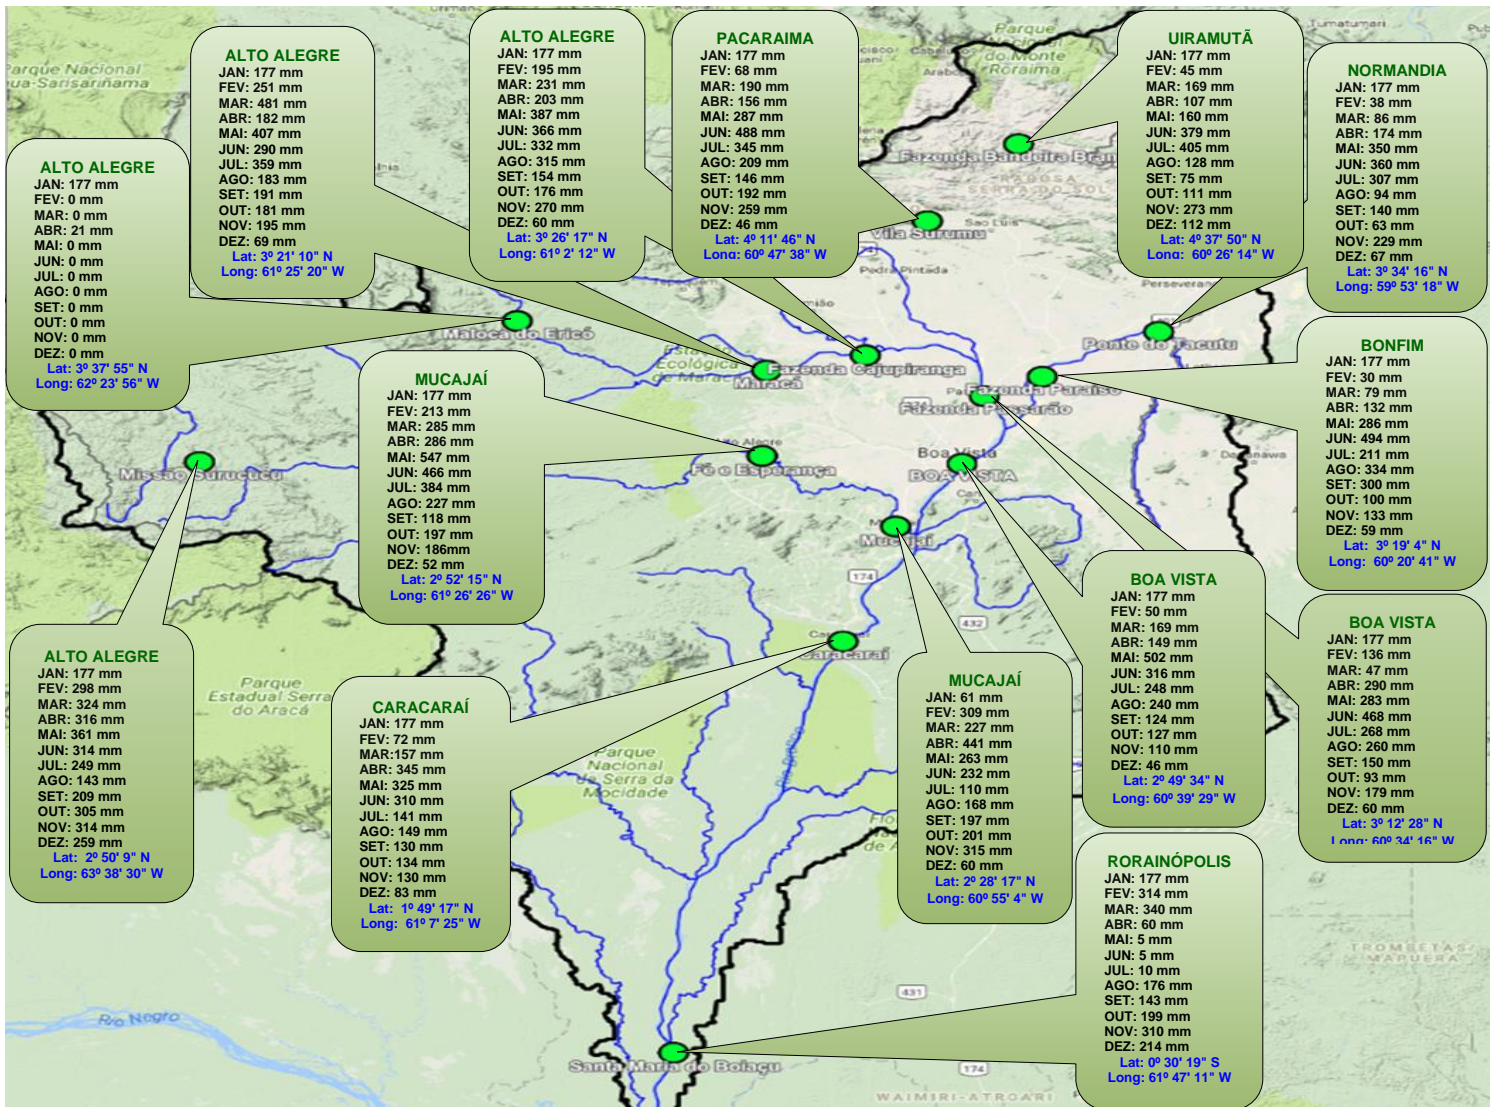 ALTO ALEGRE
JAN: 177 mm
FEV: 0 mm
MAR: 0 mm
ABR: 21 mm
MAI: 0 mm
JUN: 0 mm
JUL: 0 mm
AGO: 0 mm
SET: 0 mm
OUT: 0 mm
NOV: 0 mm
DEZ: 0 mm
Lat: 3º 37' 55" N
Long: 62º 23' 56" W
ALTO ALEGRE
JAN: 177 mm
FEV: 251 mm
MAR: 481 mm
ABR: 182 mm
MAI: 407 mm
JUN: 290 mm
JUL: 359 mm
AGO: 183 mm
SET: 191 mm
OUT: 181 mm
NOV: 195 mm
DEZ: 69 mm
Lat: 3º 21' 10" N
Long: 61º 25' 20" W
ALTO ALEGRE
JAN: 177 mm
FEV: 195 mm
MAR: 231 mm
ABR: 203 mm
MAI: 387 mm
JUN: 366 mm
JUL: 332 mm
AGO: 315 mm
SET: 154 mm
OUT: 176 mm
NOV: 270 mm
DEZ: 60 mm
Lat: 3º 26' 17" N
Long: 61º 2' 12" W
PACARAIMA
JAN: 177 mm
FEV: 68 mm
MAR: 190 mm
ABR: 156 mm
MAI: 287 mm
JUN: 488 mm
JUL: 345 mm
AGO: 209 mm
SET: 146 mm
OUT: 192 mm
NOV: 259 mm
DEZ: 46 mm
Lat: 4º 11' 46" N
Long: 60º 47' 38" W
UIRAMUTÃ
JAN: 177 mm
FEV: 45 mm
MAR: 169 mm
ABR: 107 mm
MAI: 160 mm
JUN: 379 mm
JUL: 405 mm
AGO: 128 mm
SET: 75 mm
OUT: 111 mm
NOV: 273 mm
DEZ: 112 mm
Lat: 4º 37' 50" N
Long: 60º 26' 14" W
NORMANDIA
JAN: 177 mm
FEV: 38 mm
MAR: 86 mm
ABR: 174 mm
MAI: 350 mm
JUN: 360 mm
JUL: 307 mm
AGO: 94 mm
SET: 140 mm
OUT: 63 mm
NOV: 229 mm
DEZ: 67 mm
Lat: 3º 34' 16" N
Long: 59º 53' 18" W
MUCAJAÍ
JAN: 177 mm
FEV: 213 mm
MAR: 285 mm
ABR: 286 mm
MAI: 547 mm
JUN: 466 mm
JUL: 384 mm
AGO: 227 mm
SET: 118 mm
OUT: 197 mm
NOV: 186mm
DEZ: 52 mm
Lat: 2º 52' 15" N
Long: 61º 26' 26" W
BONFIM
JAN: 177 mm
FEV: 30 mm
MAR: 79 mm
ABR: 132 mm
MAI: 286 mm
JUN: 494 mm
JUL: 211 mm
AGO: 334 mm
SET: 300 mm
OUT: 100 mm
NOV: 133 mm
DEZ: 59 mm
Lat: 3º 19' 4" N
Long: 60º 20' 41" W
ALTO ALEGRE
JAN: 177 mm
FEV: 298 mm
MAR: 324 mm
ABR: 316 mm
MAI: 361 mm
JUN: 314 mm
JUL: 249 mm
AGO: 143 mm
SET: 209 mm
OUT: 305 mm
NOV: 314 mm
DEZ: 259 mm
Lat: 2º 50' 9" N
Long: 63º 38' 30" W
CARACARAÍ
JAN: 177 mm
FEV: 72 mm
MAR:157 mm
ABR: 345 mm
MAI: 325 mm
JUN: 310 mm
JUL: 141 mm
AGO: 149 mm
SET: 130 mm
OUT: 134 mm
NOV: 130 mm
DEZ: 83 mm
Lat: 1º 49' 17" N
Long: 61º 7' 25" W
MUCAJAÍ
JAN: 61 mm
FEV: 309 mm
MAR: 227 mm
ABR: 441 mm
MAI: 263 mm
JUN: 232 mm
JUL: 110 mm
AGO: 168 mm
SET: 197 mm
OUT: 201 mm
NOV: 315 mm
DEZ: 60 mm
Lat: 2º 28' 17" N
Long: 60º 55' 4" W
BOA VISTA
JAN: 177 mm
FEV: 50 mm
MAR: 169 mm
ABR: 149 mm
MAI: 502 mm
JUN: 316 mm
JUL: 248 mm
AGO: 240 mm
SET: 124 mm
OUT: 127 mm
NOV: 110 mm
DEZ: 46 mm
Lat: 2º 49' 34" N
Long: 60º 39' 29" W
BOA VISTA
JAN: 177 mm
FEV: 136 mm
MAR: 47 mm
ABR: 290 mm
MAI: 283 mm
JUN: 468 mm
JUL: 268 mm
AGO: 260 mm
SET: 150 mm
OUT: 93 mm
NOV: 179 mm
DEZ: 60 mm
Lat: 3º 12' 28" N
Long: 60º 34' 16" W
RORAINÓPOLIS
JAN: 177 mm
FEV: 314 mm
MAR: 340 mm
ABR: 60 mm
MAI: 5 mm
JUN: 5 mm
JUL: 10 mm
AGO: 176 mm
SET: 143 mm
OUT: 199 mm
NOV: 310 mm
DEZ: 214 mm
Lat: 0º 30' 19" S
Long: 61º 47' 11" W
Parque Nacional
Parque
do Monte
Roraima
Tumatumari
Fazenda Bandeira
RAPOSA
SERRA DO SOL
Vila Surumu
Pedra Pintada
Maloca do Ericó
Maracá
Fazenda Cajupiranga
Ponte do Tacutu
Fazenda Paraíso
Fazenda Passarão
Estação
Ecológica
Missão Surucucu
Fé e Esperança
Boa Vista
BOA VISTA
Mucajaí
174
432
Caracaraí
Parque
Estadual Serra
do Aracá
Parque
Nacional
da Serra da
Mocidade
Rio Branco
Rio Negro
Santa Maria do Boiaçu
431
174
WAIMIRI-ATROARI
TROMBETAS/
MAPUERA